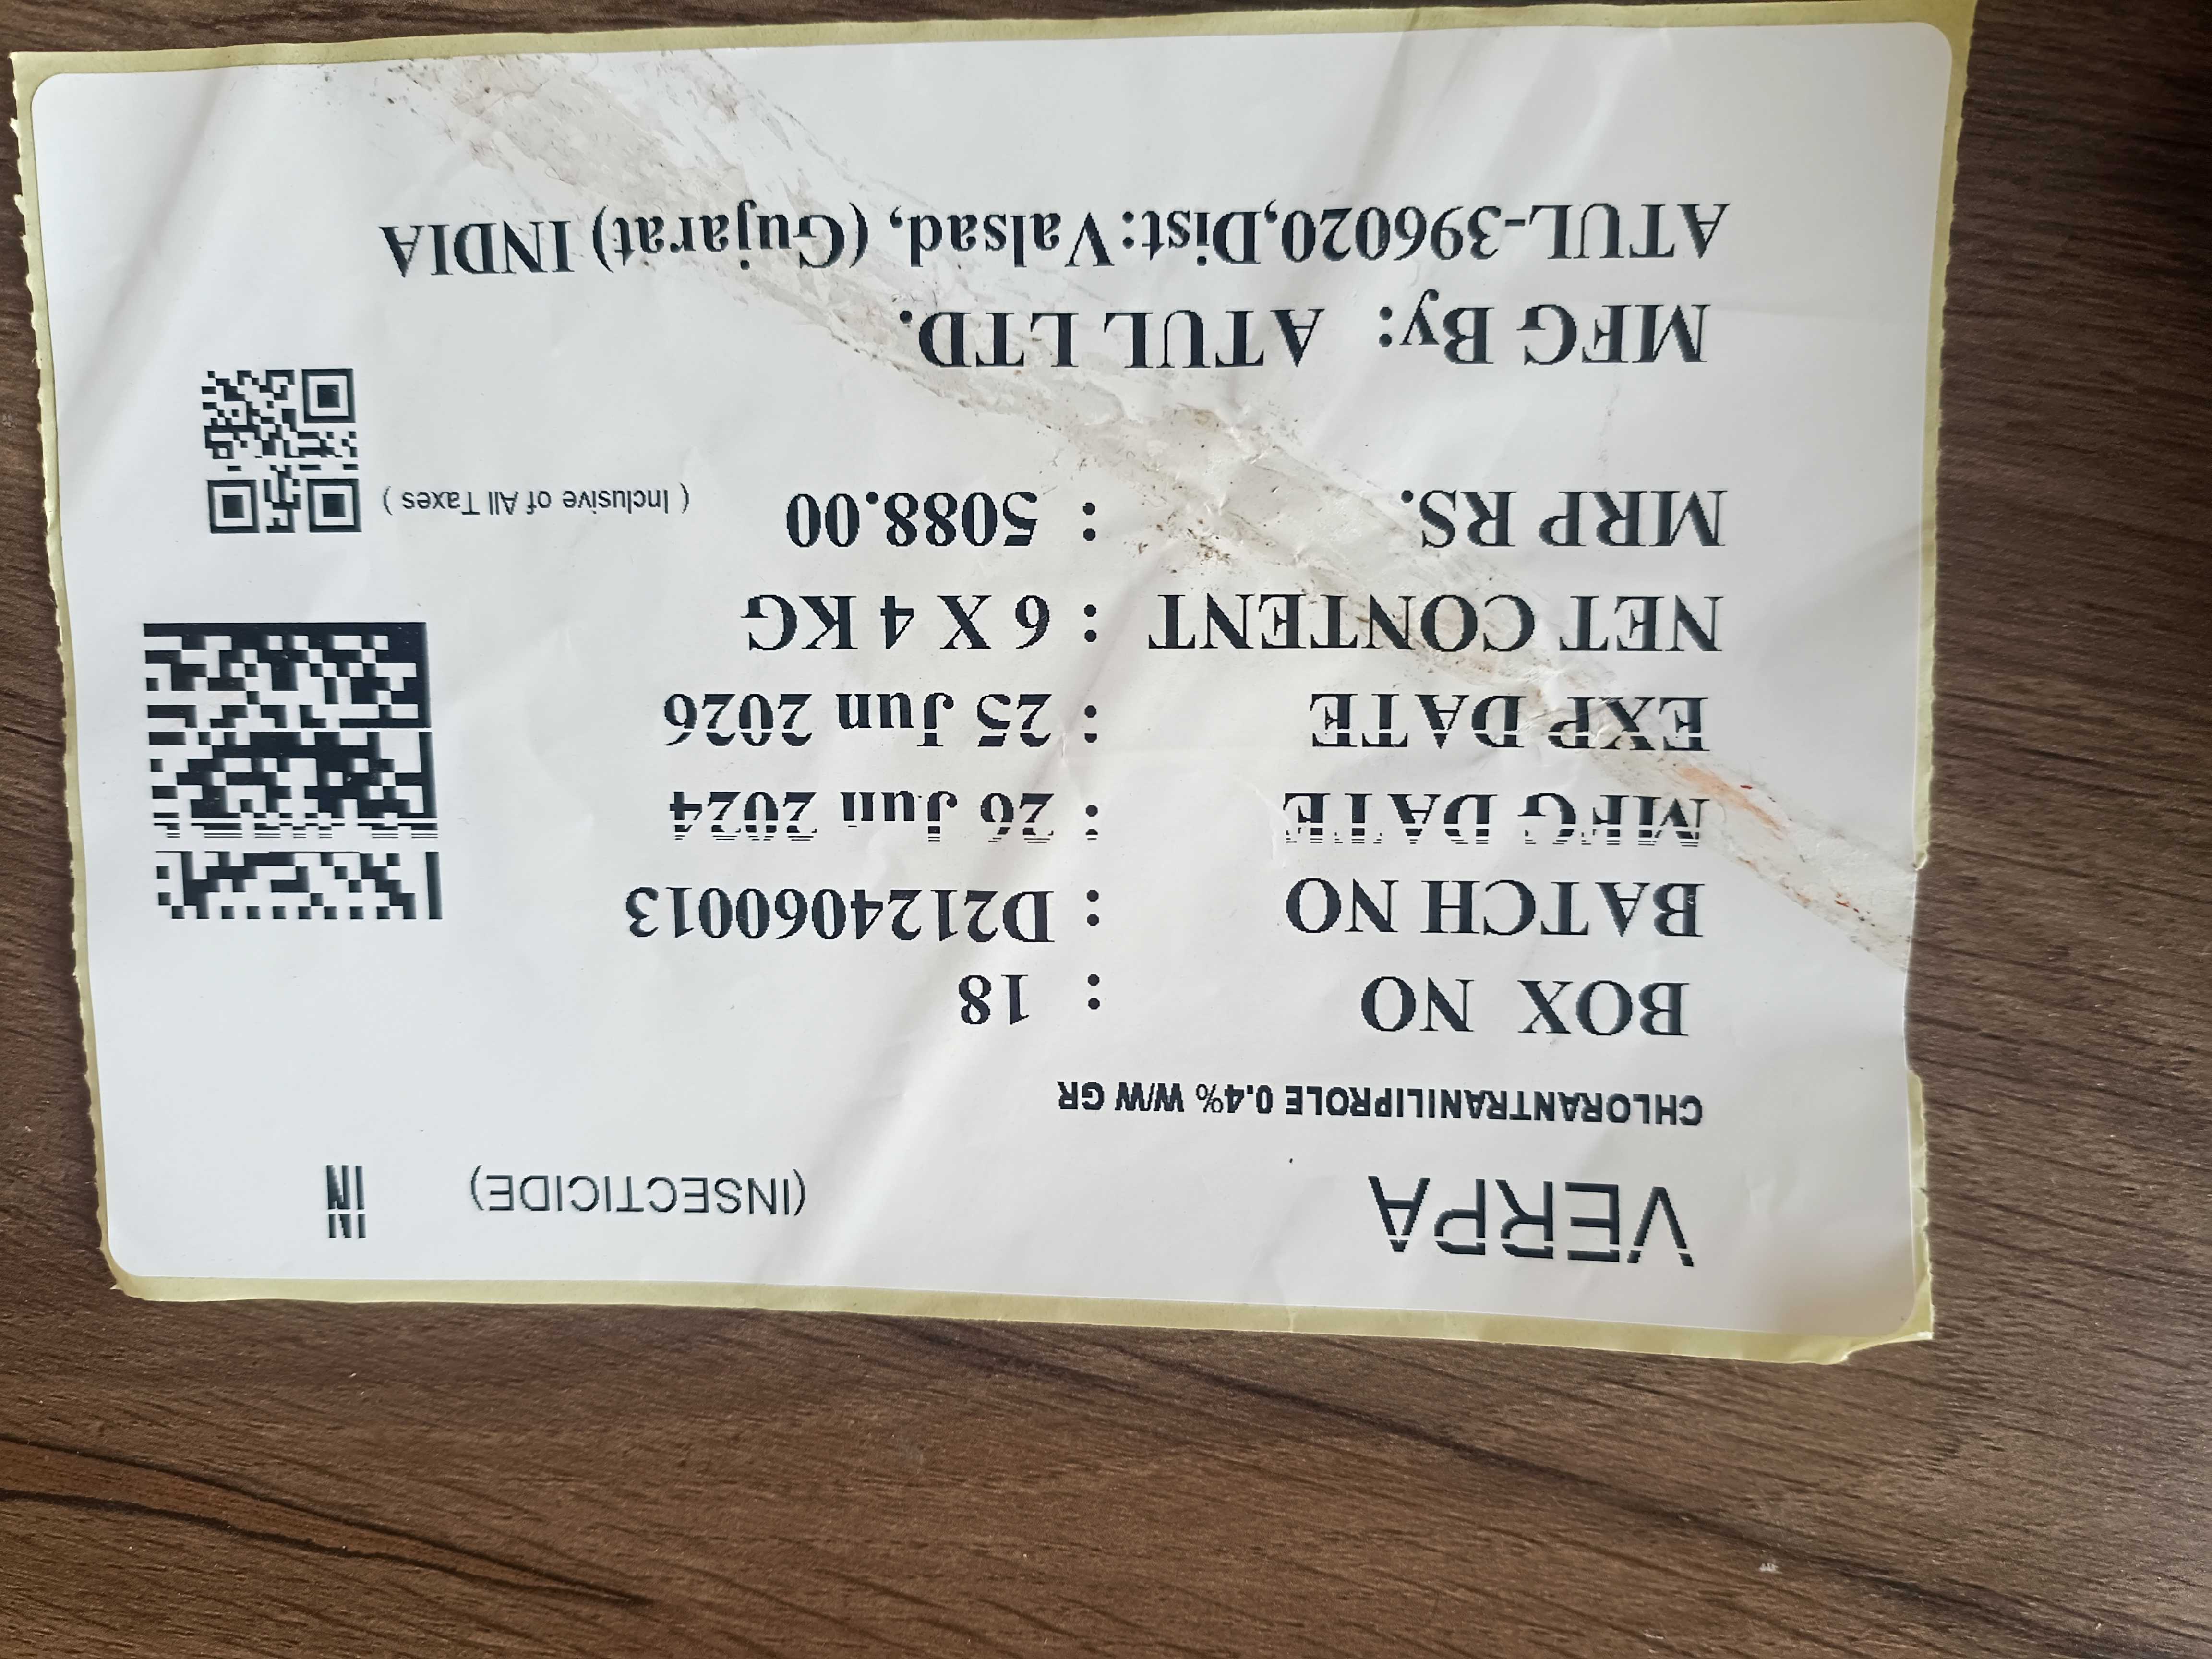 VERPA (INSECTICIDE) IN
IN
CHLORANTRANILIPROLE 0.4% W/W GR
BOX NO : 18
BATCH NO : D2124060013
MFG DATE : 26 Jun 2024
EXP DATE : 25 Jun 2026
NET CONTENT : 6 X 4 KG
MRP RS. : 5088.00 ( Inclusive of All Taxes )
MFG By: ATUL LTD.
ATUL-396020,Dist:Valsad, (Gujarat) INDIA